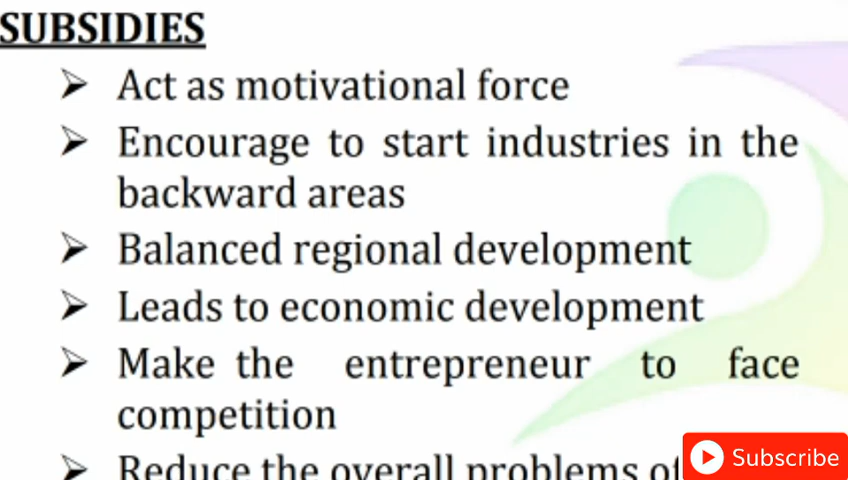 SUBSIDIES
➢ Act as motivational force
➢ Encourage to start industries in the
backward areas
➢ Balanced regional development
➢ Leads to economic development
➢ Make the entrepreneur to face
competition
➢ Reduce the overall problems of
Subscribe